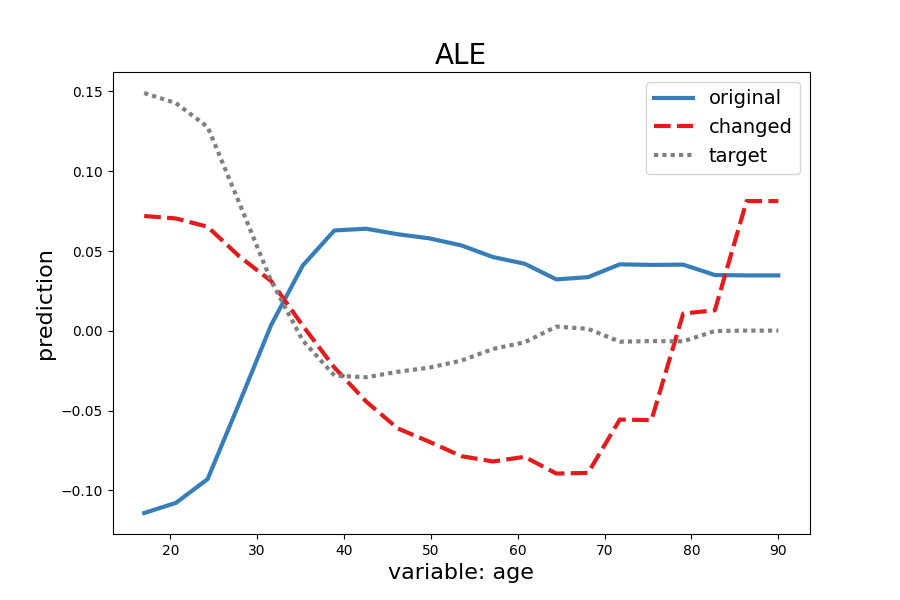 ALE
original
changed
target
0.15
0.10
0.05
0.00
−0.05
−0.10
prediction
20 30 40 50 60 70 80 90
variable: age